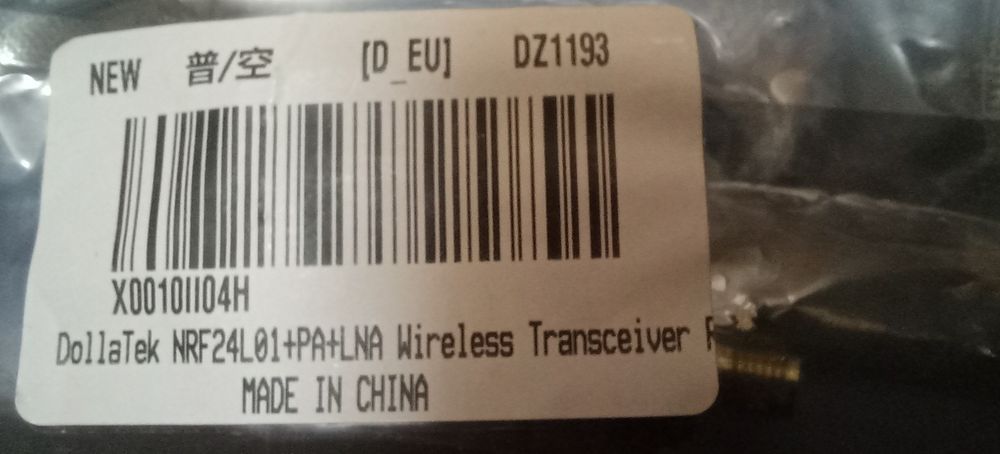 NEW 普/空 [D_EU] DZ1193
X0010II04H
DollaTek NRF24L01+PA+LNA Wireless Transceiver
MADE IN CHINA